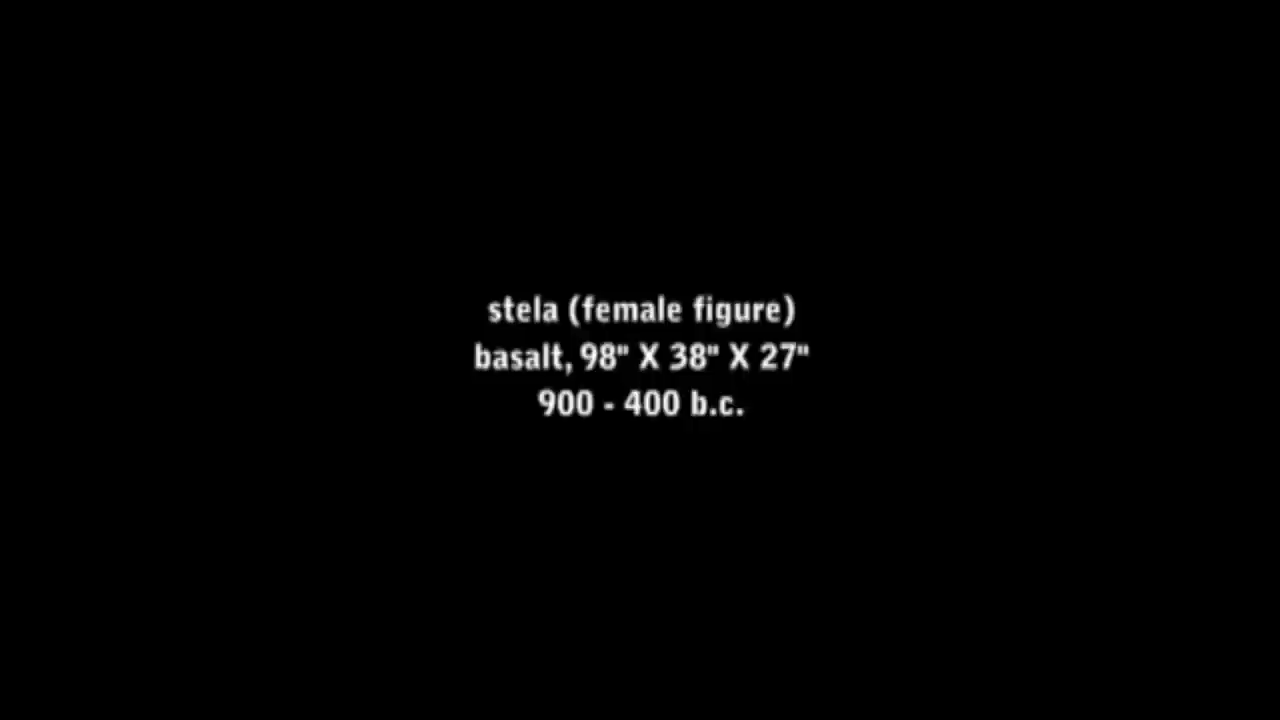 stela (female figure)
basalt, 98" X 38" X 27"
900 - 400 b.c.